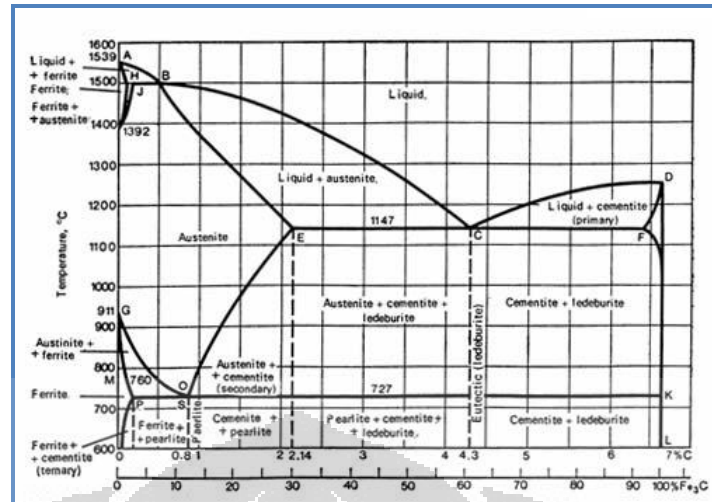 1600
1539
A
Liquid +
+ ferrite
H
B
1500
Ferrite,
J
Liquid,
Ferrite +
+austenite
1400
1392
1300
D
Liquid + austenite,
1200
Liquid + cementite
(primary)
1147
Temperature, °C
Austenite
E
C
F
1100
1000
Austenite + cementite +
ledeburite
Cementite + ledeburite
Eutectic (ledeburite)
911
G
900
Austinite +
+ ferrite
800
Austenite +
+ cementite
(secondary)
M
760
O
727
Ferrite
P
S
K
700
Ferrite +
+ pearlite
Paerlite
Cemenite +
+ pearlite
Pearlite + cementite +
+ ledeburite,
Cementite + ledeburite
Ferrite +
+ cementite
(ternary)
600
L
0
0.8
1
2
2.14
3
4
4.3
5
6
7%C
0
10
20
30
40
50
60
70
80
90
100%Fe3C